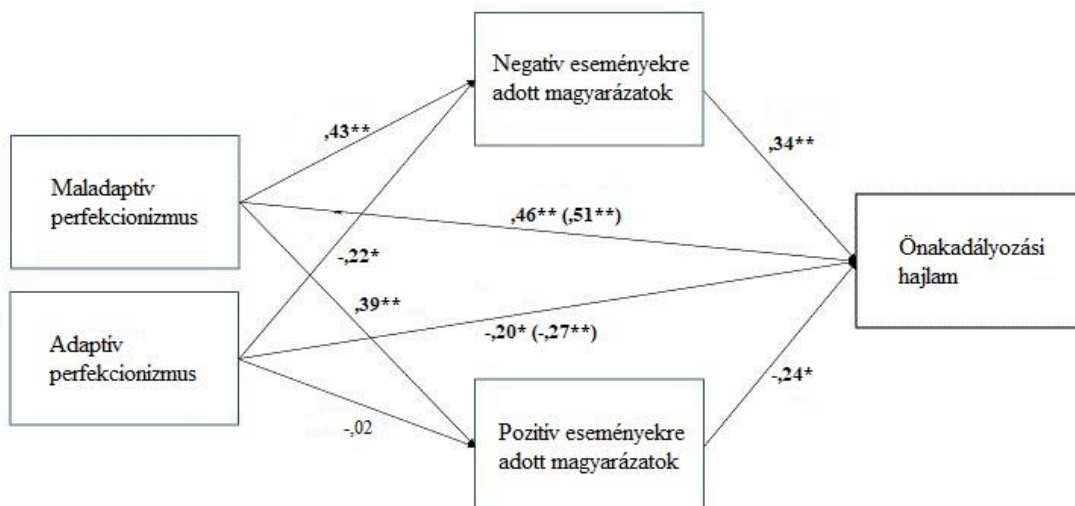 Negatív eseményekre
adott magyarázatok
,43**
,34**
Maladaptív
perfekcionizmus
,46** (,51**)
Önakadályozási
hajlam
-,22*
,39**
Adaptív
perfekcionizmus
-,20* (-,27**)
-,24*
-,02
Pozitív eseményekre
adott magyarázatok